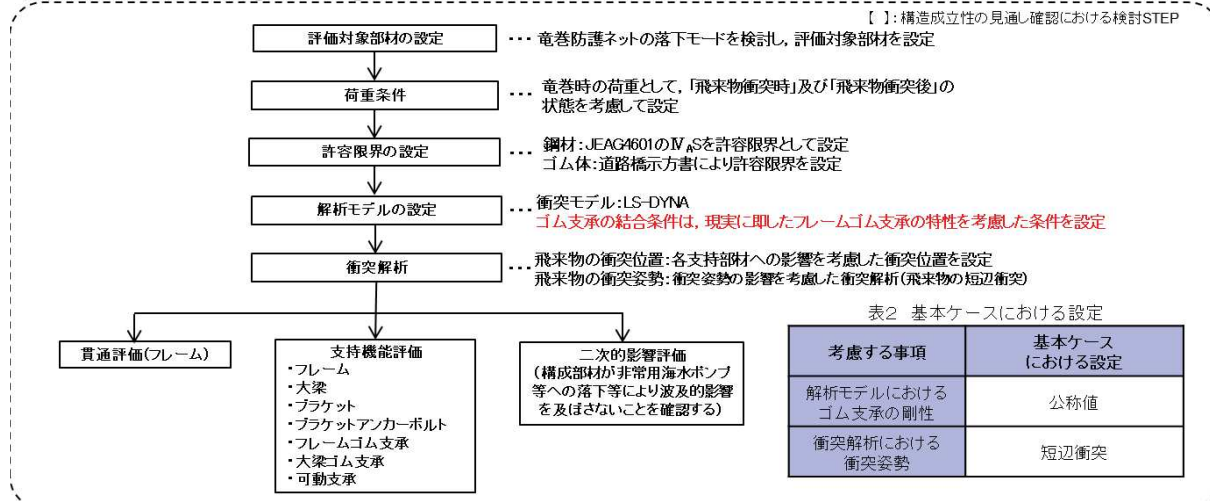 【 】:構造成立性の見通し確認における検討STEP
評価対象部材の設定
… 竜巻防護ネットの落下モードを検討し，評価対象部材を設定
荷重条件
… 竜巻時の荷重として，「飛来物衝突時」及び「飛来物衝突後」の
状態を考慮して設定
許容限界の設定
… 鋼材：JEAG4601のⅣASを許容限界として設定
ゴム体：道路橋示方書により許容限界を設定
解析モデルの設定
… 衝突モデル：LS-DYNA
ゴム支承の結合条件は，現実に即したフレームゴム支承の特性を考慮した条件を設定
衝突解析
… 飛来物の衝突位置：各支持部材への影響を考慮した衝突位置を設定
飛来物の衝突姿勢：衝突姿勢の影響を考慮した衝突解析(飛来物の短辺衝突)
貫通評価(フレーム)
支持機能評価
・フレーム
・大梁
・ブラケット
・ブラケットアンカーボルト
・フレームゴム支承
・大梁ゴム支承
・可動支承
二次的影響評価
(構成部材が非常用海水ポンプ
等への落下等により波及的影響
を及ぼさないことを確認する)
表2 基本ケースにおける設定
考慮する事項
基本ケース
における設定
解析モデルにおける
ゴム支承の剛性
公称値
衝突解析における
衝突姿勢
短辺衝突